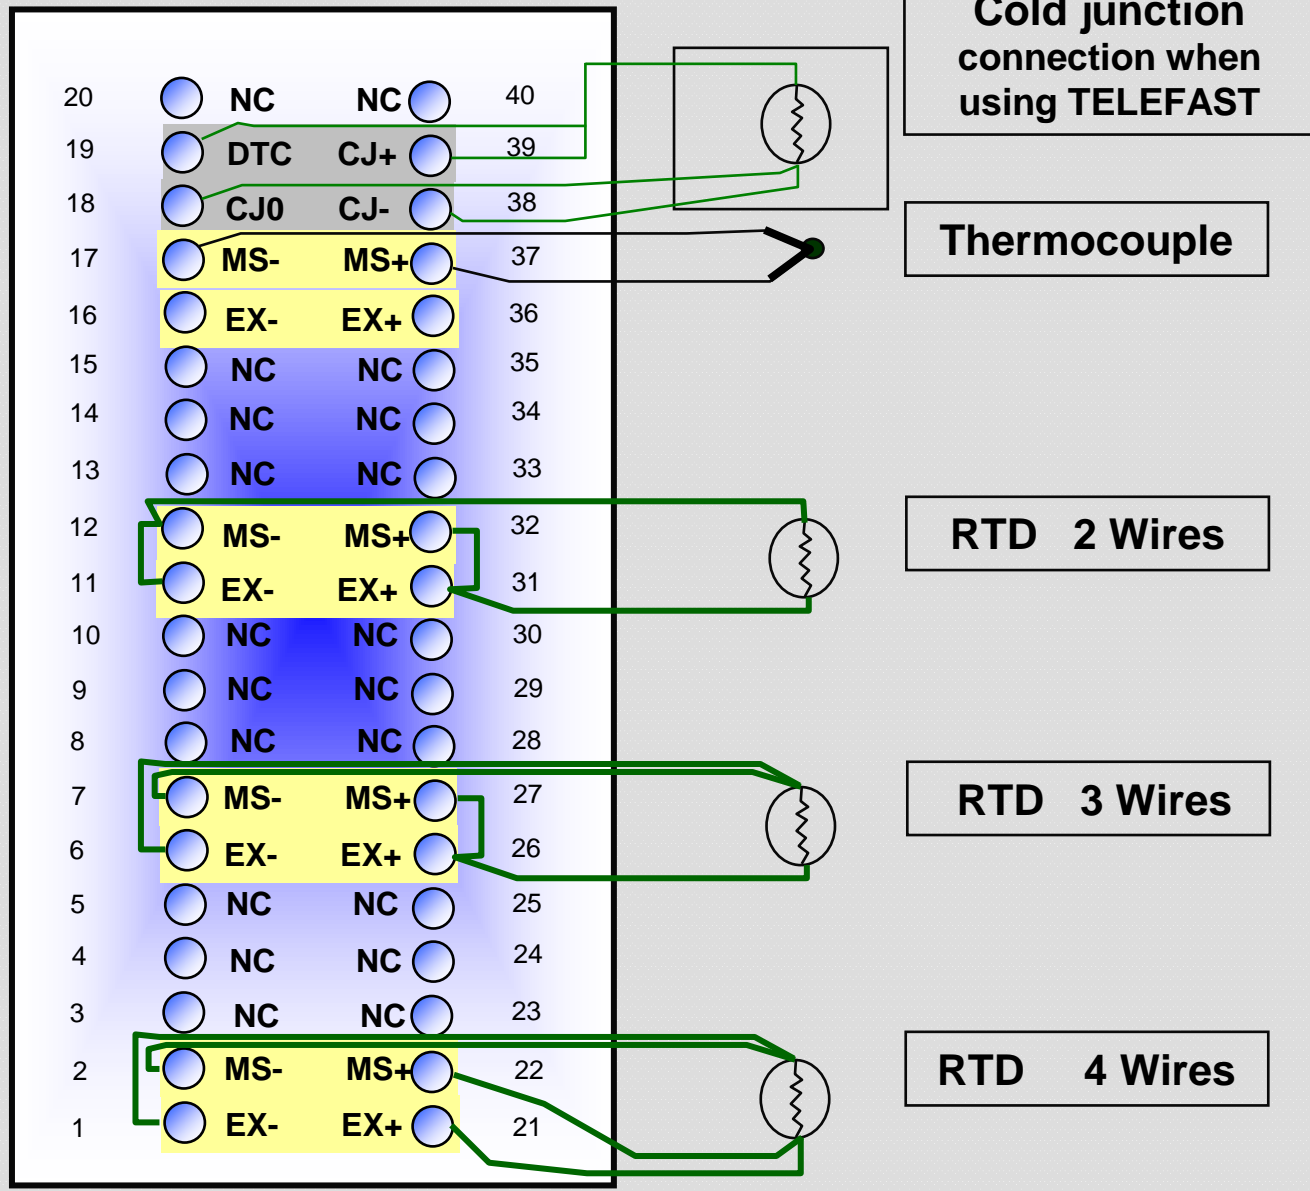 Cold junction
connection when
using TELEFAST
20 NC NC 40
19 DTC CJ+ 39
18 CJ0 CJ- 38
17 MS- MS+ 37
Thermocouple
16 EX- EX+ 36
15 NC NC 35
14 NC NC 34
13 NC NC 33
12 MS- MS+ 32
RTD 2 Wires
11 EX- EX+ 31
10 NC NC 30
9 NC NC 29
8 NC NC 28
7 MS- MS+ 27
RTD 3 Wires
6 EX- EX+ 26
5 NC NC 25
4 NC NC 24
3 NC NC 23
2 MS- MS+ 22
RTD 4 Wires
1 EX- EX+ 21